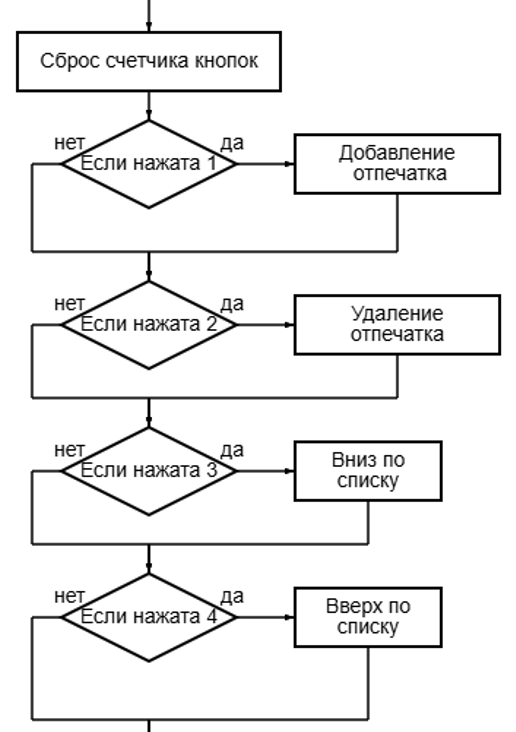 Сброс счетчика кнопок
нет
да
Если нажата 1
Добавление
отпечатка
нет
да
Если нажата 2
Удаление
отпечатка
нет
да
Если нажата 3
Вниз по
списку
нет
да
Если нажата 4
Вверх по
списку